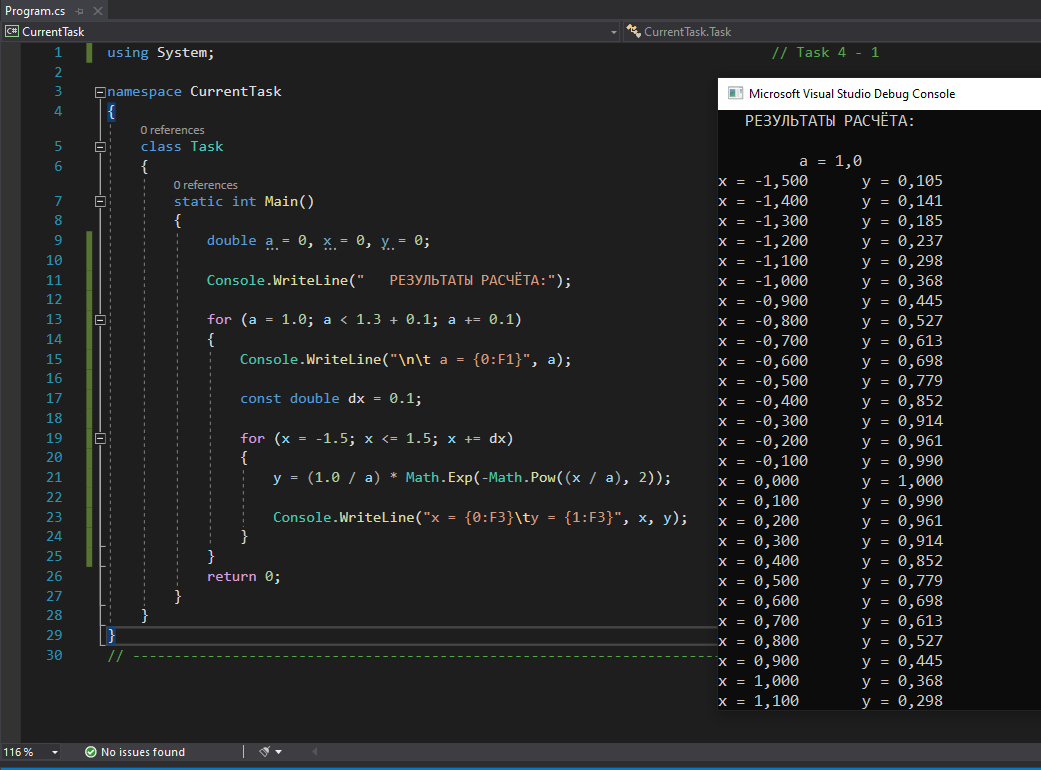 Program.cs
CurrentTask
CurrentTask.Task
1 using System; // Task 4 - 1
2
3 namespace CurrentTask
4 {
0 references
5 class Task
6 {
0 references
7 static int Main()
8 {
9 double a = 0, x = 0, y = 0;
10
11 Console.WriteLine("   РЕЗУЛЬТАТЫ РАСЧЁТА:");
12
13 for (a = 1.0; a < 1.3 + 0.1; a += 0.1)
14 {
15 Console.WriteLine("\n\t a = {0:F1}", a);
16
17 const double dx = 0.1;
18
19 for (x = -1.5; x <= 1.5; x += dx)
20 {
21 y = (1.0 / a) * Math.Exp(-Math.Pow((x / a), 2));
22
23 Console.WriteLine("x = {0:F3}\ty = {1:F3}", x, y);
24 }
25 }
26 return 0;
27 }
28 }
29 }
30 // -----------------------------------------------------------------------
Microsoft Visual Studio Debug Console
РЕЗУЛЬТАТЫ РАСЧЁТА:
a = 1,0
x = -1,500 y = 0,105
x = -1,400 y = 0,141
x = -1,300 y = 0,185
x = -1,200 y = 0,237
x = -1,100 y = 0,298
x = -1,000 y = 0,368
x = -0,900 y = 0,445
x = -0,800 y = 0,527
x = -0,700 y = 0,613
x = -0,600 y = 0,698
x = -0,500 y = 0,779
x = -0,400 y = 0,852
x = -0,300 y = 0,914
x = -0,200 y = 0,961
x = -0,100 y = 0,990
x = 0,000 y = 1,000
x = 0,100 y = 0,990
x = 0,200 y = 0,961
x = 0,300 y = 0,914
x = 0,400 y = 0,852
x = 0,500 y = 0,779
x = 0,600 y = 0,698
x = 0,700 y = 0,613
x = 0,800 y = 0,527
x = 0,900 y = 0,445
x = 1,000 y = 0,368
x = 1,100 y = 0,298
116 % No issues found